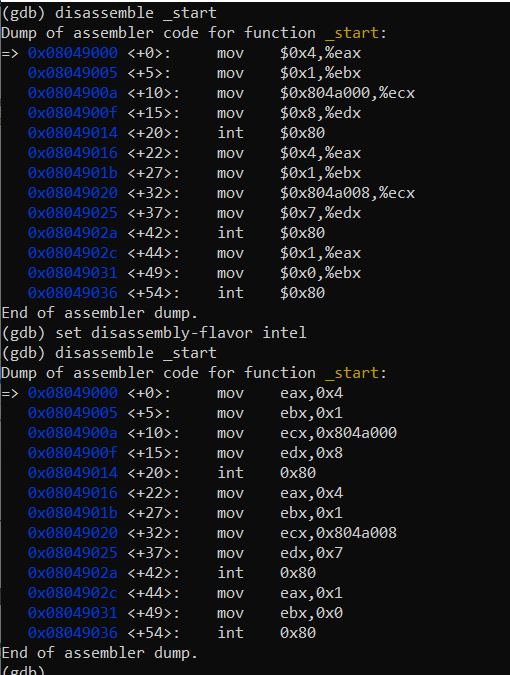 (gdb) disassemble _start
Dump of assembler code for function _start:
=> 0x08049000 <+0>:     mov    $0x4,%eax
   0x08049005 <+5>:     mov    $0x1,%ebx
   0x0804900a <+10>:    mov    $0x804a000,%ecx
   0x0804900f <+15>:    mov    $0x8,%edx
   0x08049014 <+20>:    int    $0x80
   0x08049016 <+22>:    mov    $0x4,%eax
   0x0804901b <+27>:    mov    $0x1,%ebx
   0x08049020 <+32>:    mov    $0x804a008,%ecx
   0x08049025 <+37>:    mov    $0x7,%edx
   0x0804902a <+42>:    int    $0x80
   0x0804902c <+44>:    mov    $0x1,%eax
   0x08049031 <+49>:    mov    $0x0,%ebx
   0x08049036 <+54>:    int    $0x80
End of assembler dump.
(gdb) set disassembly-flavor intel
(gdb) disassemble _start
Dump of assembler code for function _start:
=> 0x08049000 <+0>:     mov    eax,0x4
   0x08049005 <+5>:     mov    ebx,0x1
   0x0804900a <+10>:    mov    ecx,0x804a000
   0x0804900f <+15>:    mov    edx,0x8
   0x08049014 <+20>:    int    0x80
   0x08049016 <+22>:    mov    eax,0x4
   0x0804901b <+27>:    mov    ebx,0x1
   0x08049020 <+32>:    mov    ecx,0x804a008
   0x08049025 <+37>:    mov    edx,0x7
   0x0804902a <+42>:    int    0x80
   0x0804902c <+44>:    mov    eax,0x1
   0x08049031 <+49>:    mov    ebx,0x0
   0x08049036 <+54>:    int    0x80
End of assembler dump.
(gdb)